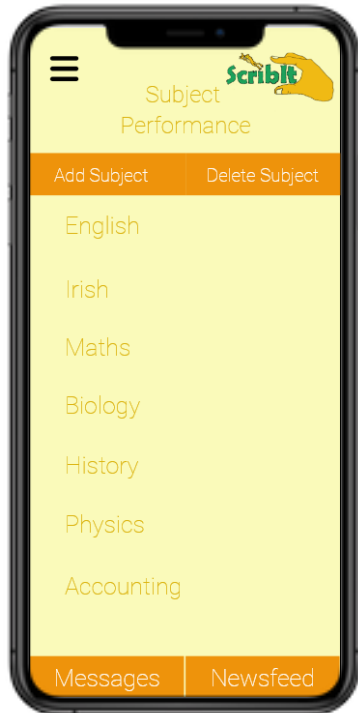 ScribIt
Subject
Performance
Add Subject Delete Subject
English
Irish
Maths
Biology
History
Physics
Accounting
Messages Newsfeed